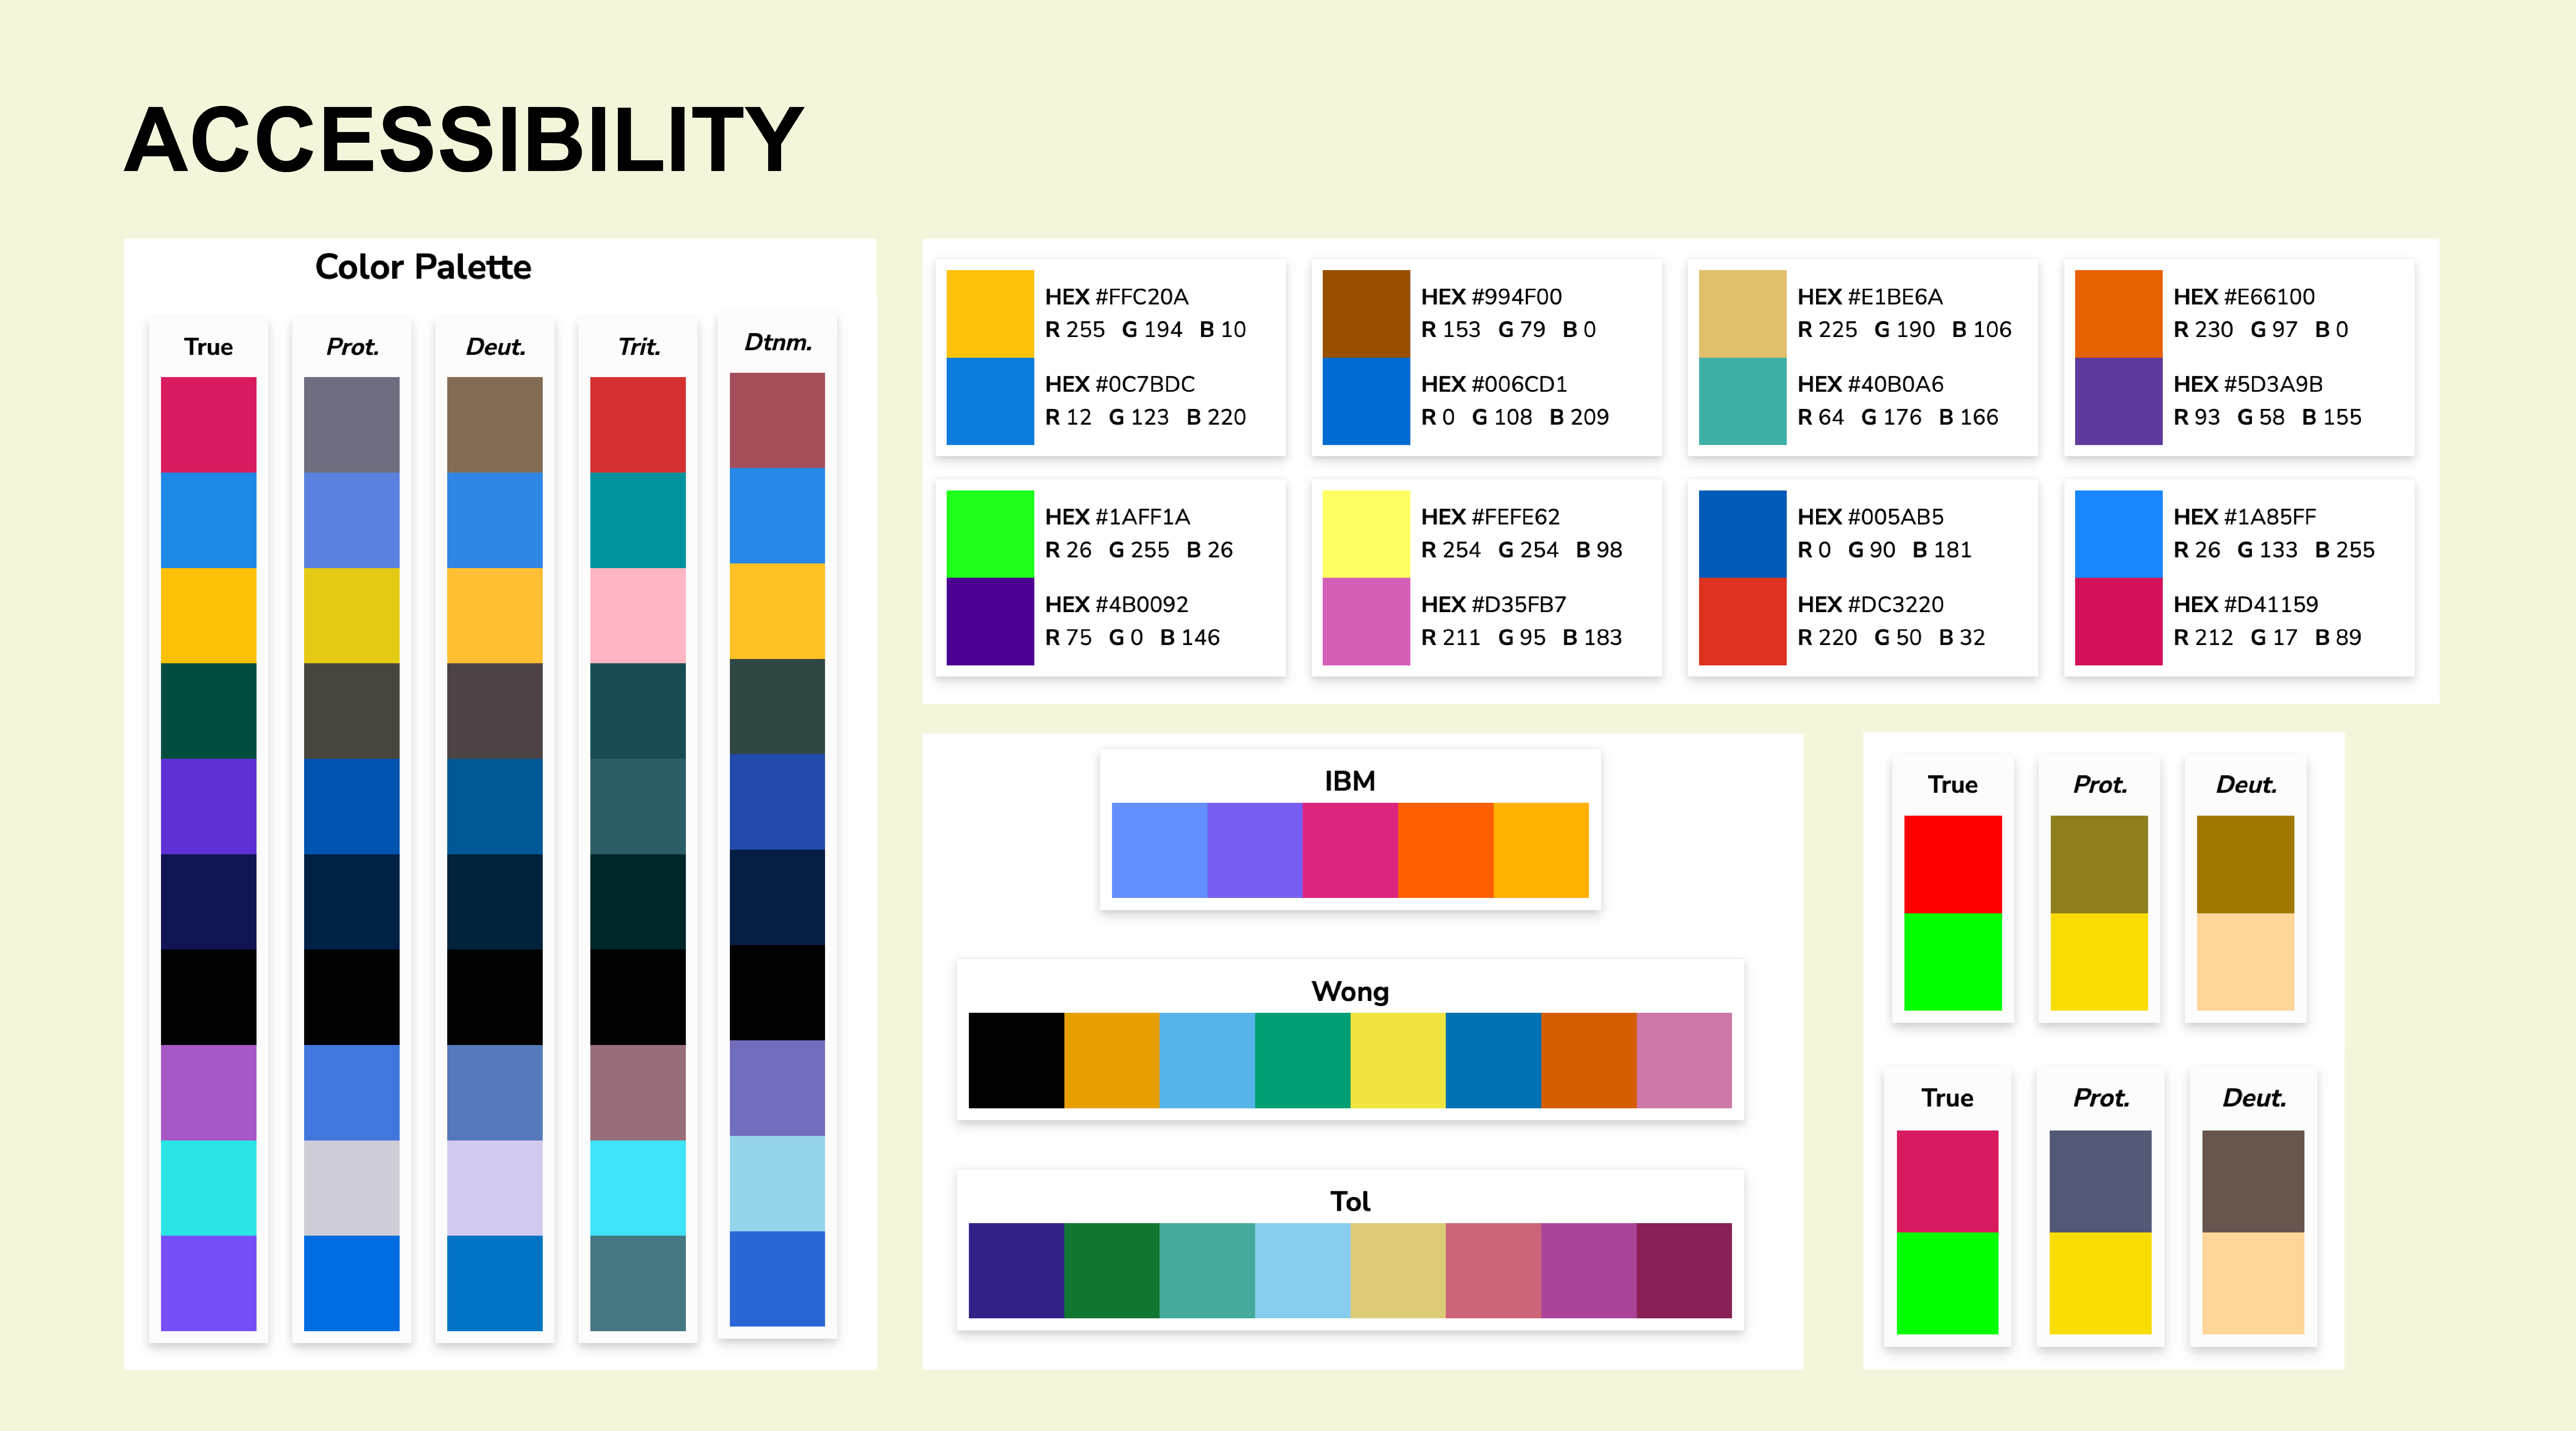 ACCESSIBILITY
Color Palette
True Prot. Deut. Trit. Dtnm.
HEX #FFC20A
R 255 G 194 B 10
HEX #0C7BDC
R 12 G 123 B 220
HEX #994F00
R 153 G 79 B 0
HEX #006CD1
R 0 G 108 B 209
HEX #E1BE6A
R 225 G 190 B 106
HEX #40B0A6
R 64 G 176 B 166
HEX #E66100
R 230 G 97 B 0
HEX #5D3A9B
R 93 G 58 B 155
HEX #1AFF1A
R 26 G 255 B 26
HEX #4B0092
R 75 G 0 B 146
HEX #FEFE62
R 254 G 254 B 98
HEX #D35FB7
R 211 G 95 B 183
HEX #005AB5
R 0 G 90 B 181
HEX #DC3220
R 220 G 50 B 32
HEX #1A85FF
R 26 G 133 B 255
HEX #D41159
R 212 G 17 B 89
IBM
Wong
Tol
True Prot. Deut.
True Prot. Deut.